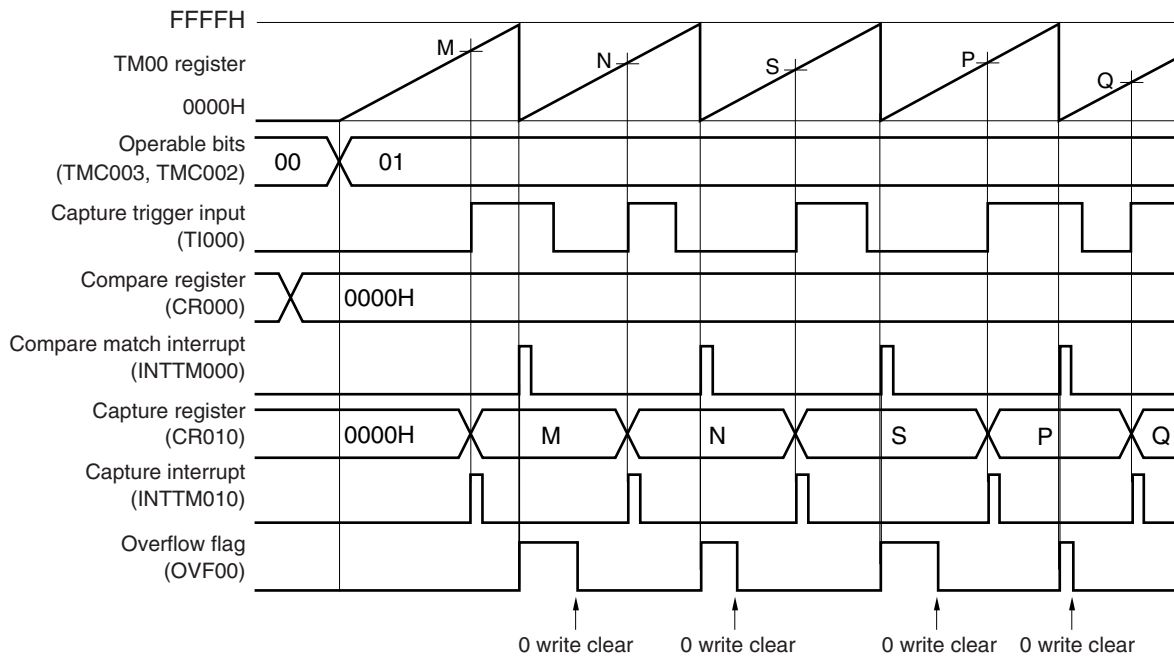 FFFFH
M N S P Q
TM00 register
0000H
Operable bits
(TMC003, TMC002)
00 01
Capture trigger input
(TI000)
Compare register
(CR000)
0000H
Compare match interrupt
(INTTM000)
Capture register
(CR010)
0000H M N S P Q
Capture interrupt
(INTTM010)
Overflow flag
(OVF00)
0 write clear 0 write clear 0 write clear 0 write clear